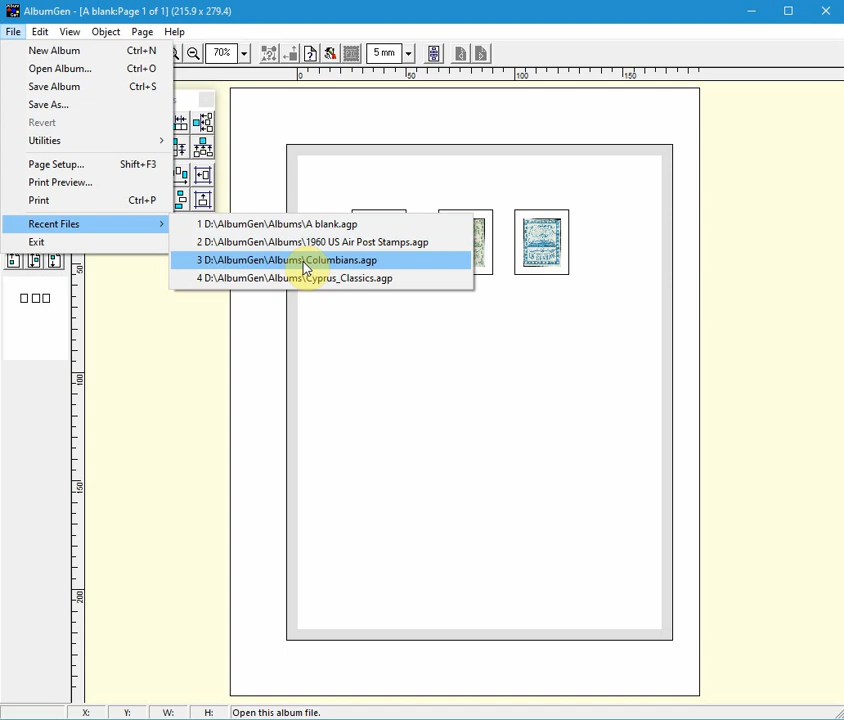 AlbumGen - [A blank:Page 1 of 1] (215.9 x 279.4)
File Edit View Object Page Help
70% 5 mm
New Album Ctrl+N
Open Album... Ctrl+O
Save Album Ctrl+S
Save As...
Revert
Utilities
Page Setup... Shift+F3
Print Preview...
Print Ctrl+P
Recent Files
Exit
1 D:\AlbumGen\Albums\A blank.agp
2 D:\AlbumGen\Albums\1960 US Air Post Stamps.agp
3 D:\AlbumGen\Albums\Columbians.agp
4 D:\AlbumGen\Albums\Cyprus_Classics.agp
0 50 100 150
50
100
150
200
X: Y: W: H: Open this album file.